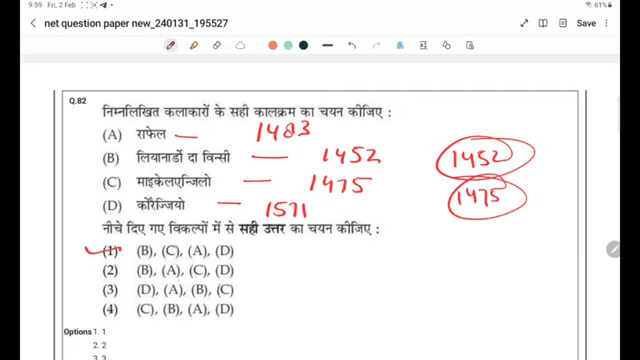 9:59 Fri, 2 Feb
61%
net question paper new_240131_195527
Save
Q.82
निम्नलिखित कलाकारों के सही कालक्रम का चयन कीजिए :
(A) राफेल — 1483
(B) लियानार्डो दा विन्सी — 1452
1452
(C) माइकेलएन्जिलो — 1475
1475
(D) कोरैज्जियो — 1571
नीचे दिए गए विकल्पों में से सही उत्तर का चयन कीजिए :
(1) (B), (C), (A), (D)
(2) (B), (A), (C), (D)
(3) (D), (A), (B), (C)
(4) (C), (B), (A), (D)
Options 1. 1
2. 2
3. 3